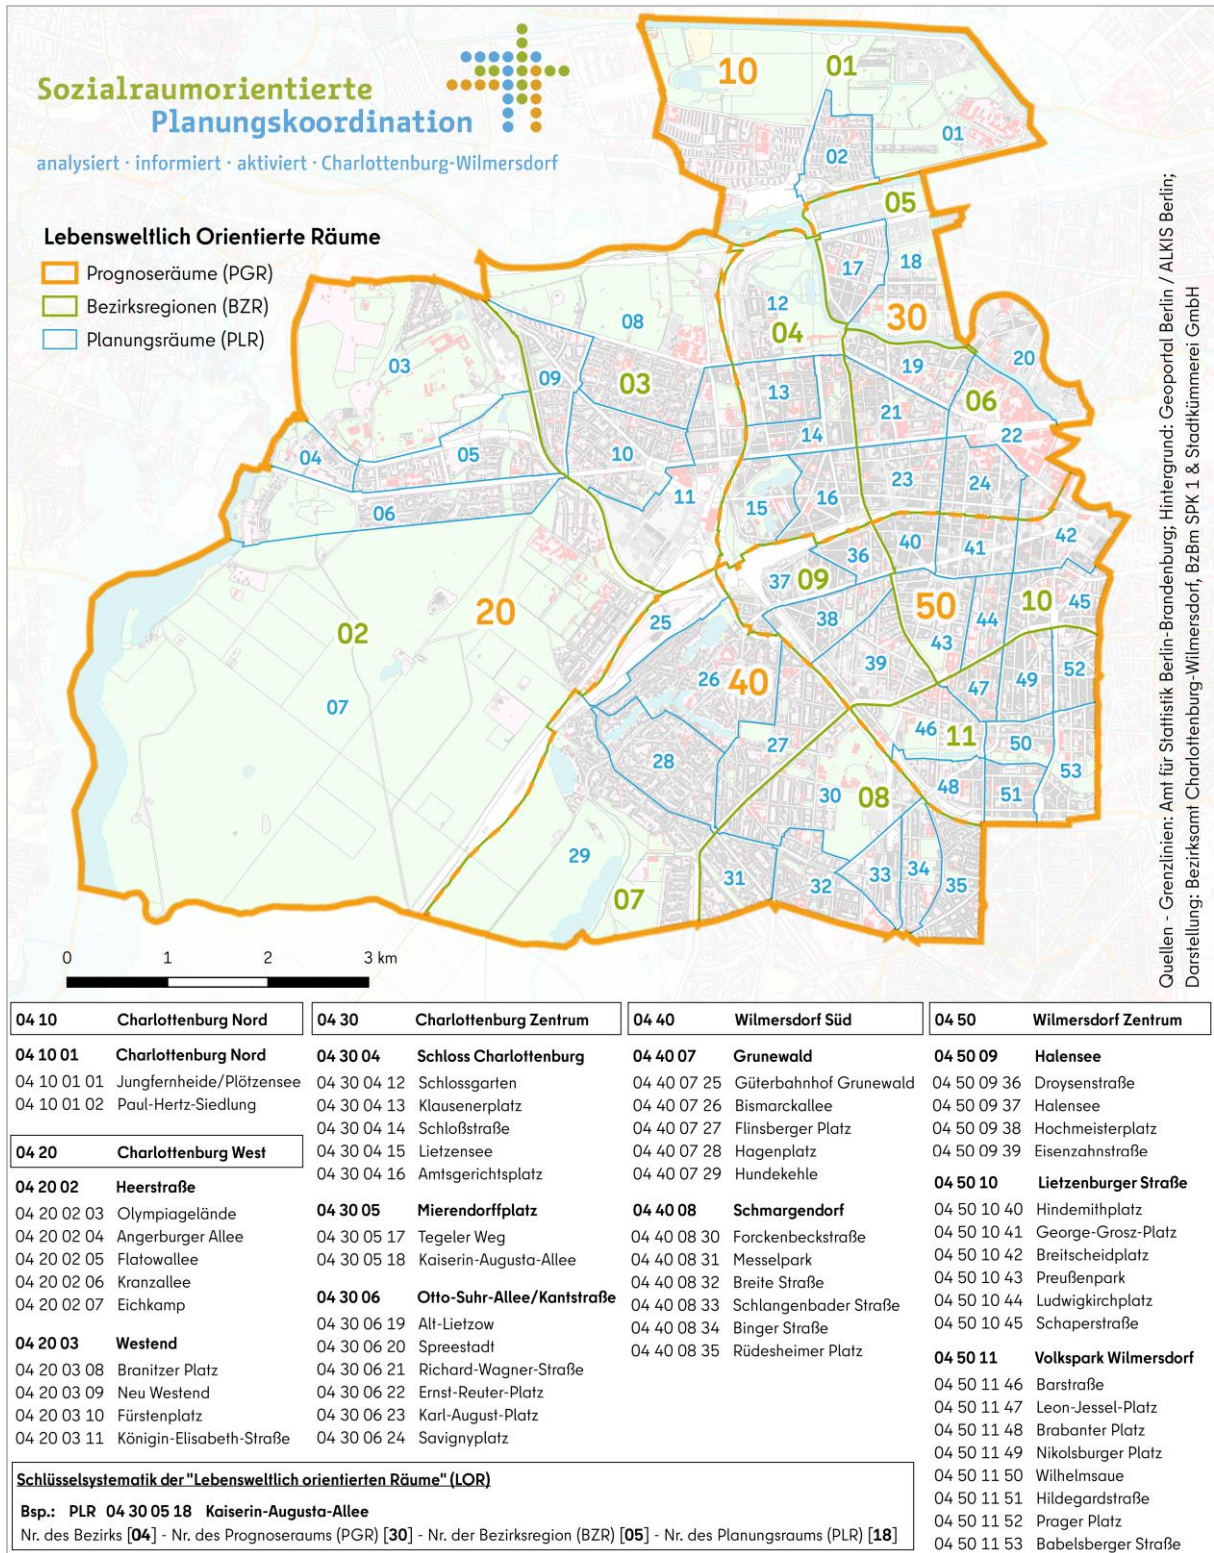 Sozialraumorientierte
Planungskoordination
analysiert · informiert · aktiviert · Charlottenburg-Wilmersdorf
Lebensweltlich Orientierte Räume
Prognoseräume (PGR)
Bezirksregionen (BZR)
Planungsräume (PLR)
10
01
01
02
05
17
18
12
30
04
20
08
03
09
03
19
06
13
21
22
14
04
05
10
23
24
11
16
15
06
42
40
41
36
37
09
50
10
45
20
02
25
38
44
43
39
52
26
40
47
49
07
46
11
27
50
28
53
48
51
30
08
29
34
33
31
32
35
07
0 1 2 3 km
Quellen - Grenzlinien: Amt für Stattistik Berlin-Brandenburg; Hintergrund: Geoportal Berlin / ALKIS Berlin;
Darstellung: Bezirksamt Charlottenburg-Wilmersdorf, BzBm SPK 1 & Stadtkümmerei GmbH
04 10 Charlottenburg Nord
04 10 01 Charlottenburg Nord
04 10 01 01 Jungfernheide/Plötzensee
04 10 01 02 Paul-Hertz-Siedlung
04 20 Charlottenburg West
04 20 02 Heerstraße
04 20 02 03 Olympiagelände
04 20 02 04 Angerburger Allee
04 20 02 05 Flatowallee
04 20 02 06 Kranzallee
04 20 02 07 Eichkamp
04 20 03 Westend
04 20 03 08 Branitzer Platz
04 20 03 09 Neu Westend
04 20 03 10 Fürstenplatz
04 20 03 11 Königin-Elisabeth-Straße
04 30 Charlottenburg Zentrum
04 30 04 Schloss Charlottenburg
04 30 04 12 Schlossgarten
04 30 04 13 Klausenerplatz
04 30 04 14 Schloßstraße
04 30 04 15 Lietzensee
04 30 04 16 Amtsgerichtsplatz
04 30 05 Mierendorffplatz
04 30 05 17 Tegeler Weg
04 30 05 18 Kaiserin-Augusta-Allee
04 30 06 Otto-Suhr-Allee/Kantstraße
04 30 06 19 Alt-Lietzow
04 30 06 20 Spreestadt
04 30 06 21 Richard-Wagner-Straße
04 30 06 22 Ernst-Reuter-Platz
04 30 06 23 Karl-August-Platz
04 30 06 24 Savignyplatz
04 40 Wilmersdorf Süd
04 40 07 Grunewald
04 40 07 25 Güterbahnhof Grunewald
04 40 07 26 Bismarckallee
04 40 07 27 Flinsberger Platz
04 40 07 28 Hagenplatz
04 40 07 29 Hundekehle
04 40 08 Schmargendorf
04 40 08 30 Forckenbeckstraße
04 40 08 31 Messelpark
04 40 08 32 Breite Straße
04 40 08 33 Schlangenbader Straße
04 40 08 34 Binger Straße
04 40 08 35 Rüdesheimer Platz
04 50 Wilmersdorf Zentrum
04 50 09 Halensee
04 50 09 36 Droysenstraße
04 50 09 37 Halensee
04 50 09 38 Hochmeisterplatz
04 50 09 39 Eisenzahnstraße
04 50 10 Lietzenburger Straße
04 50 10 40 Hindemithplatz
04 50 10 41 George-Grosz-Platz
04 50 10 42 Breitscheidplatz
04 50 10 43 Preußenpark
04 50 10 44 Ludwigkirchplatz
04 50 10 45 Schaperstraße
04 50 11 Volkspark Wilmersdorf
04 50 11 46 Barstraße
04 50 11 47 Leon-Jessel-Platz
04 50 11 48 Brabanter Platz
04 50 11 49 Nikolsburger Platz
04 50 11 50 Wilhelmsaue
04 50 11 51 Hildegardstraße
04 50 11 52 Prager Platz
04 50 11 53 Babelsberger Straße
Schlüsselsystematik der "Lebensweltlich orientierten Räume" (LOR)
Bsp.: PLR 04 30 05 18 Kaiserin-Augusta-Allee
Nr. des Bezirks [04] - Nr. des Prognoseraums (PGR) [30] - Nr. der Bezirksregion (BZR) [05] - Nr. des Planungsraums (PLR) [18]